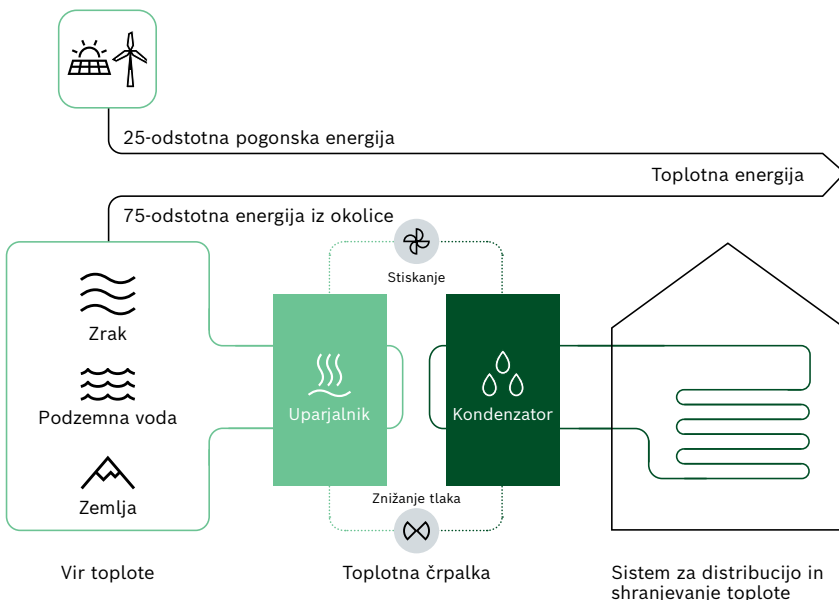 25-odstotna pogonska energija
Toplotna energija
75-odstotna energija iz okolice
Stiskanje
Zrak
Podzemna voda
Zemlja
Uparjalnik
Kondenzator
Znižanje tlaka
Vir toplote
Toplotna črpalka
Sistem za distribucijo in
shranjevanje toplote